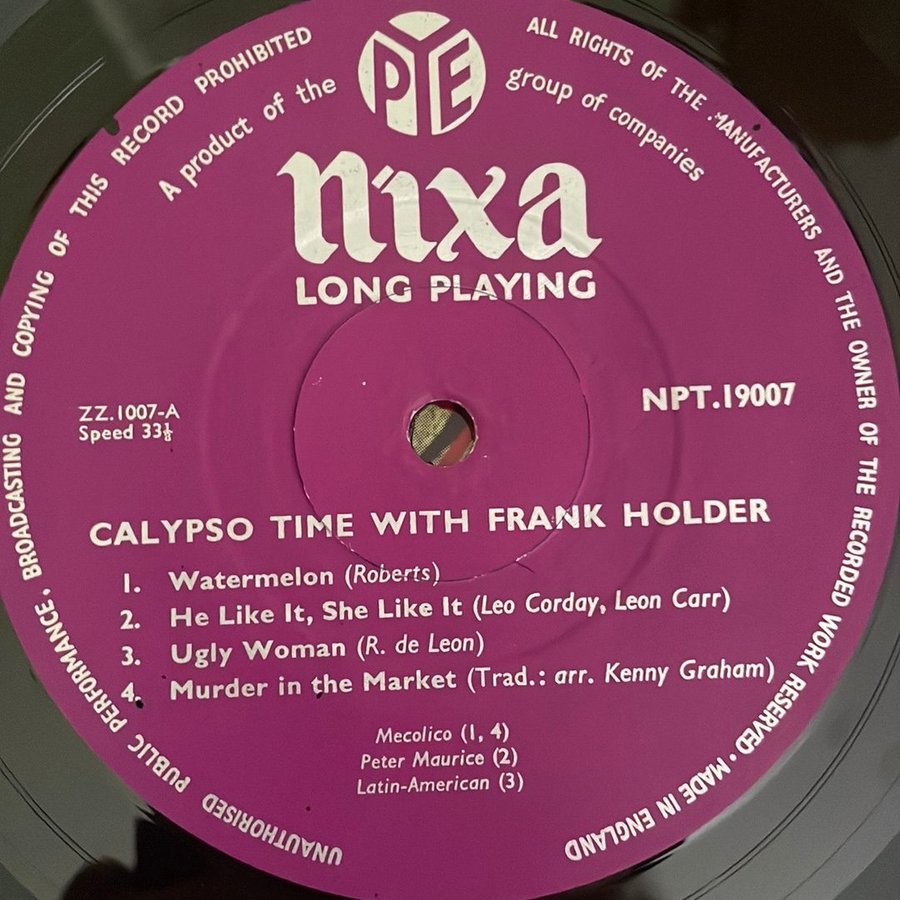 UNAUTHORISED PUBLIC PERFORMANCE, BROADCASTING AND COPYING OF THIS RECORD PROHIBITED
ALL RIGHTS OF THE MANUFACTURERS AND THE OWNER OF THE RECORDED WORK RESERVED • MADE IN ENGLAND
A product of the PYE group of companies
Nixa
LONG PLAYING
ZZ.1007-A
Speed 33⅓
NPT.19007
CALYPSO TIME WITH FRANK HOLDER
1. Watermelon (Roberts)
2. He Like It, She Like It (Leo Corday, Leon Carr)
3. Ugly Woman (R. de Leon)
4. Murder in the Market (Trad.: arr. Kenny Graham)
Mecolico (1, 4)
Peter Maurice (2)
Latin-American (3)